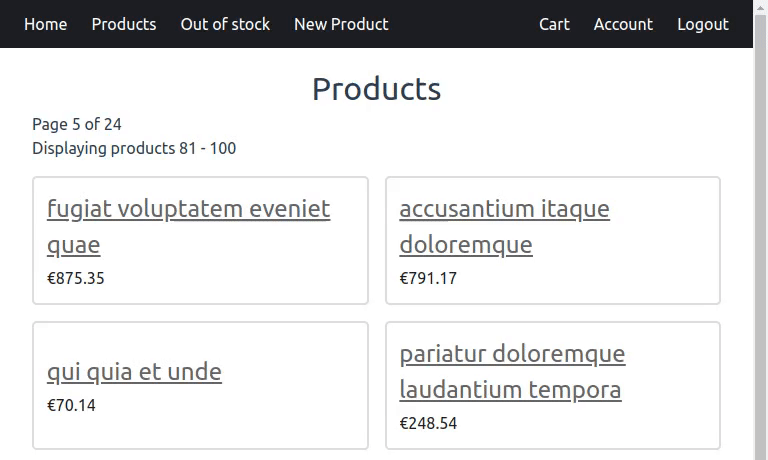 Home Products Out of stock New Product Cart Account Logout
Products
Page 5 of 24
Displaying products 81 - 100
fugiat voluptatem eveniet
quae
€875.35
accusantium itaque
doloremque
€791.17
qui quia et unde
€70.14
pariatur doloremque
laudantium tempora
€248.54